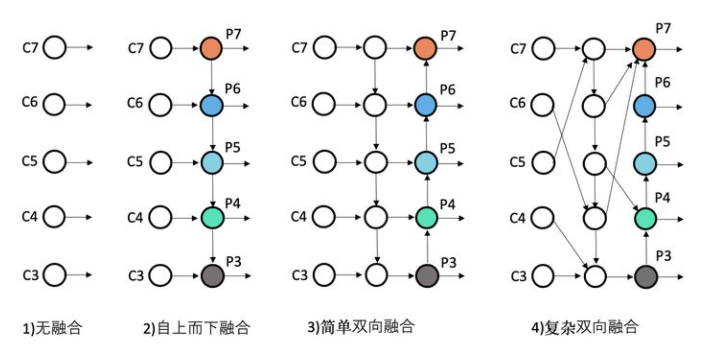 C7 P7 C7 P7 C7 P7
C7
C6 C6 P6 C6 P6 C6 P6
C5 C5 P5 C5 P5 C5 P5
C4 C4 P4 C4 P4 C4 P4
C3 C3 P3 C3 P3 C3 P3
1)无融合 2)自上而下融合 3)简单双向融合 4)复杂双向融合